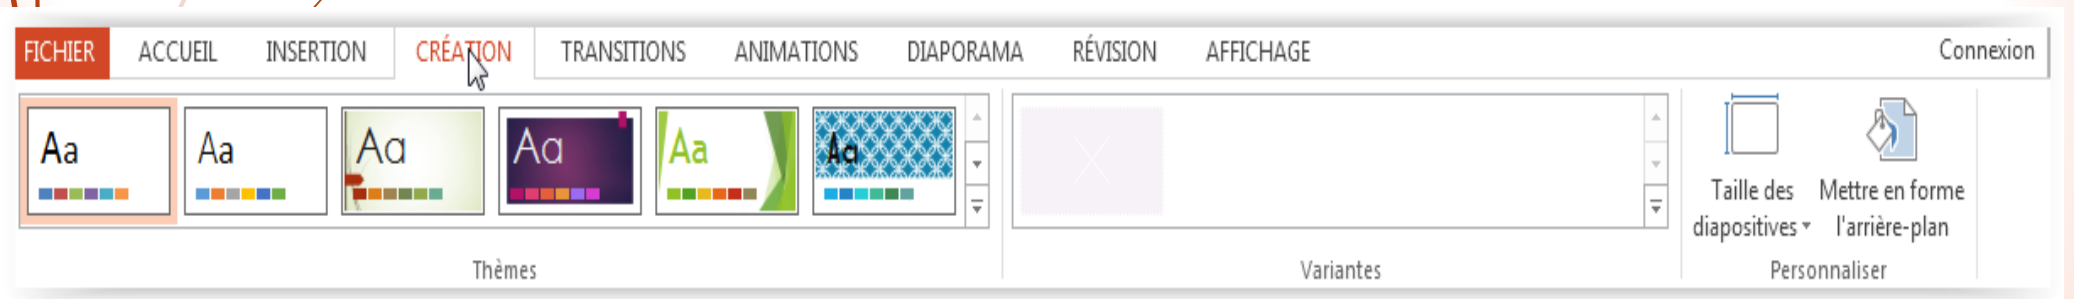 FICHIER ACCUEIL INSERTION CRÉATION TRANSITIONS ANIMATIONS DIAPORAMA RÉVISION AFFICHAGE Connexion
Aa Aa Aa Aa Aa Aa
Taille des diapositives
Mettre en forme l'arrière-plan
Thèmes Variantes Personnaliser